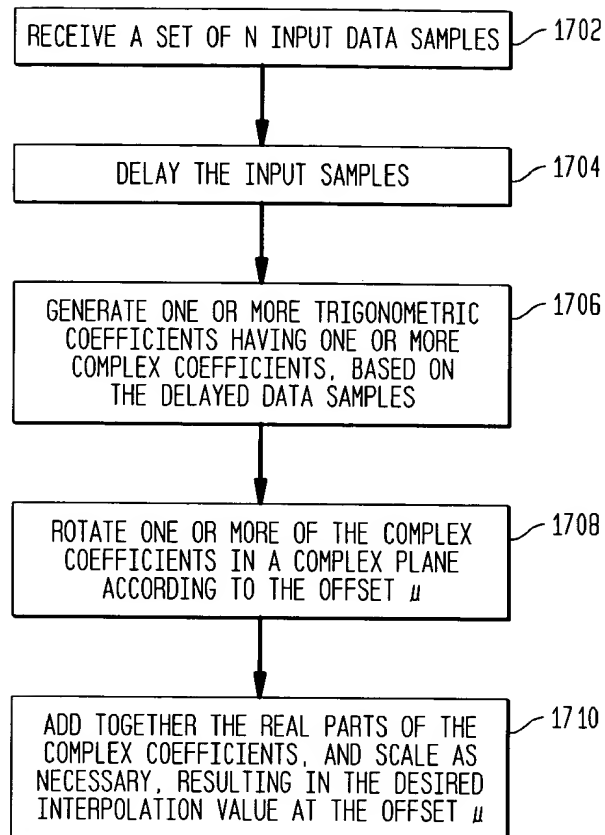 RECEIVE A SET OF N INPUT DATA SAMPLES
1702
DELAY THE INPUT SAMPLES
1704
GENERATE ONE OR MORE TRIGONOMETRIC
COEFFICIENTS HAVING ONE OR MORE
COMPLEX COEFFICIENTS, BASED ON
THE DELAYED DATA SAMPLES
1706
ROTATE ONE OR MORE OF THE COMPLEX
COEFFICIENTS IN A COMPLEX PLANE
ACCORDING TO THE OFFSET μ
1708
ADD TOGETHER THE REAL PARTS OF THE
COMPLEX COEFFICIENTS, AND SCALE AS
NECESSARY, RESULTING IN THE DESIRED
INTERPOLATION VALUE AT THE OFFSET μ
1710